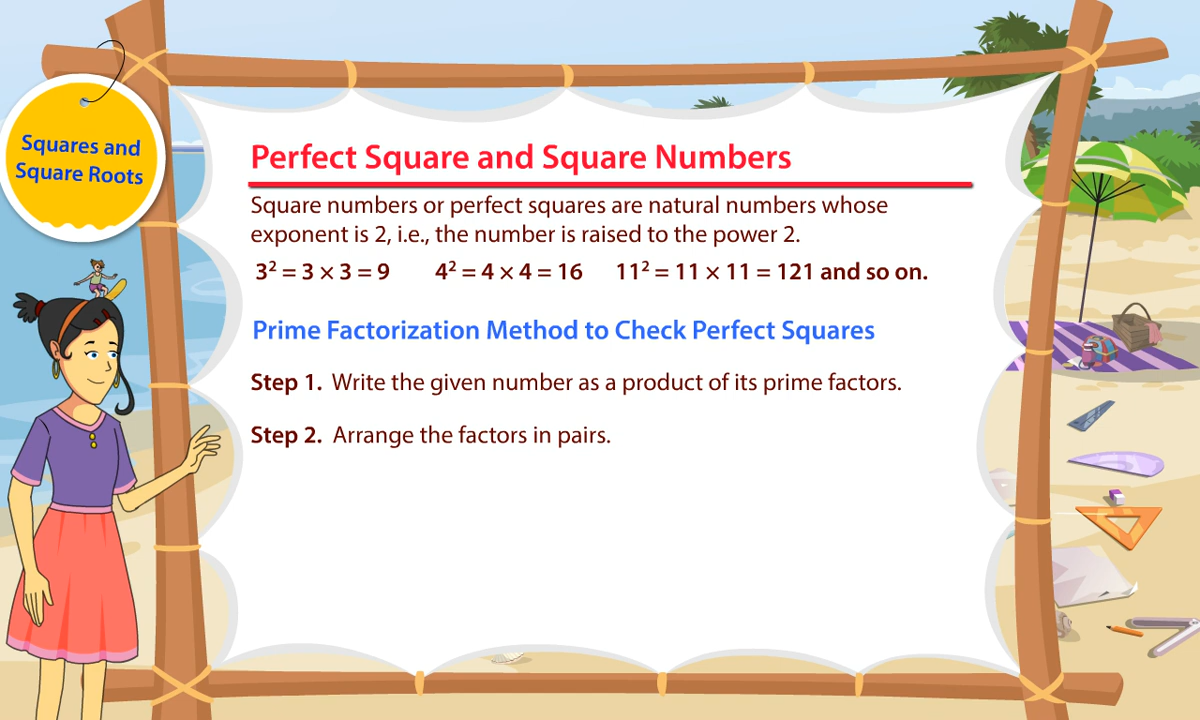 Squares and
Square Roots
Perfect Square and Square Numbers
Square numbers or perfect squares are natural numbers whose
exponent is 2, i.e., the number is raised to the power 2.
3² = 3 × 3 = 9 4² = 4 × 4 = 16 11² = 11 × 11 = 121 and so on.
Prime Factorization Method to Check Perfect Squares
Step 1. Write the given number as a product of its prime factors.
Step 2. Arrange the factors in pairs.